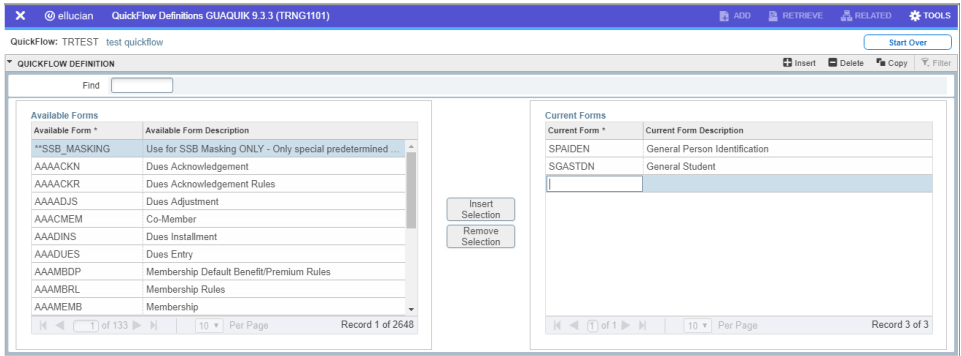 ellucian QuickFlow Definitions GUAQUIK 9.3.3 (TRNG1101) ADD RETRIEVE RELATED TOOLS
QuickFlow: TRTEST test quickflow Start Over
QUICKFLOW DEFINITION Insert Delete Copy Filter
Find
Available Forms
Available Form * Available Form Description
**SSB_MASKING Use for SSB Masking ONLY - Only special predetermined ...
AAAACKN Dues Acknowledgement
AAAACKR Dues Acknowledgement Rules
AAAADJS Dues Adjustment
AAACMEM Co-Member
AAADINS Dues Installment
AAADUES Dues Entry
AAAMBDP Membership Default Benefit/Premium Rules
AAAMBRL Membership Rules
AAAMEMB Membership
1 of 133 10 Per Page Record 1 of 2648
Insert
Selection
Remove
Selection
Current Forms
Current Form * Current Form Description
SPAIDEN General Person Identification
SGASTDN General Student
1 of 1 10 Per Page Record 3 of 3